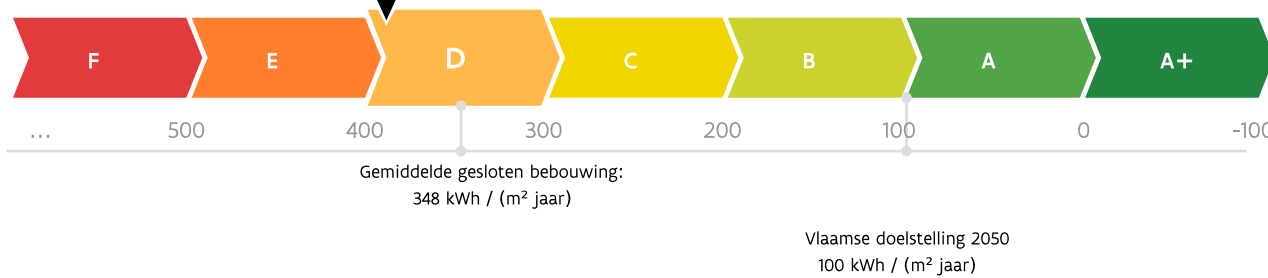 F E D C B A A+
... 500 400 300 200 100 0 -100
Gemiddelde gesloten bebouwing:
348 kWh / (m² jaar)
Vlaamse doelstelling 2050
100 kWh / (m² jaar)